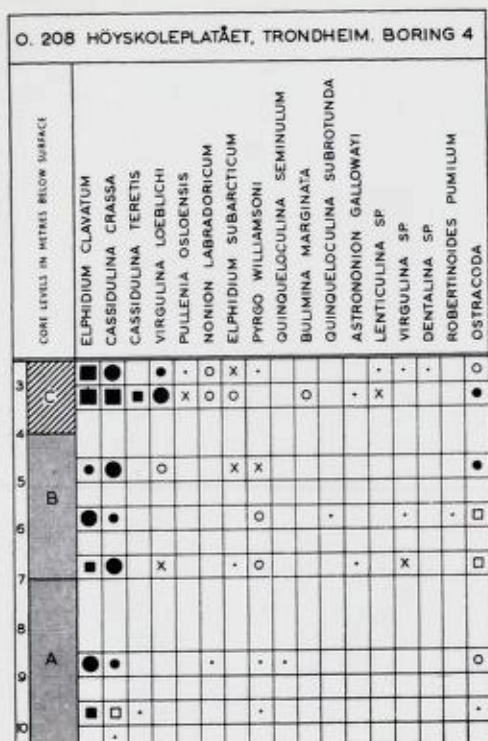 O. 208 HÖYSKOLEPLATÅET, TRONDHEIM. BORING 4
CORE LEVELS IN METRES BELOW SURFACE
ELPHIDIUM CLAVATUM
CASSIDULINA CRASSA
CASSIDULINA TERETIS
VIRGULINA LOEBLICHI
PULLENIA OSLOENSIS
NONION LABRADORICUM
ELPHIDIUM SUBARCTICUM
PYRGO WILLIAMSONI
QUINQUELOCULINA SEMINULUM
BULIMINA MARGINATA
QUINQUELOCULINA SUBROTUNDA
ASTRONONION GALLOWAYI
LENTICULINA SP.
VIRGULINA SP.
DENTALINA SP.
ROBERTINOIDES PUMILUM
OSTRACODA
3
C
4
5
B
6
7
8
A
9
10